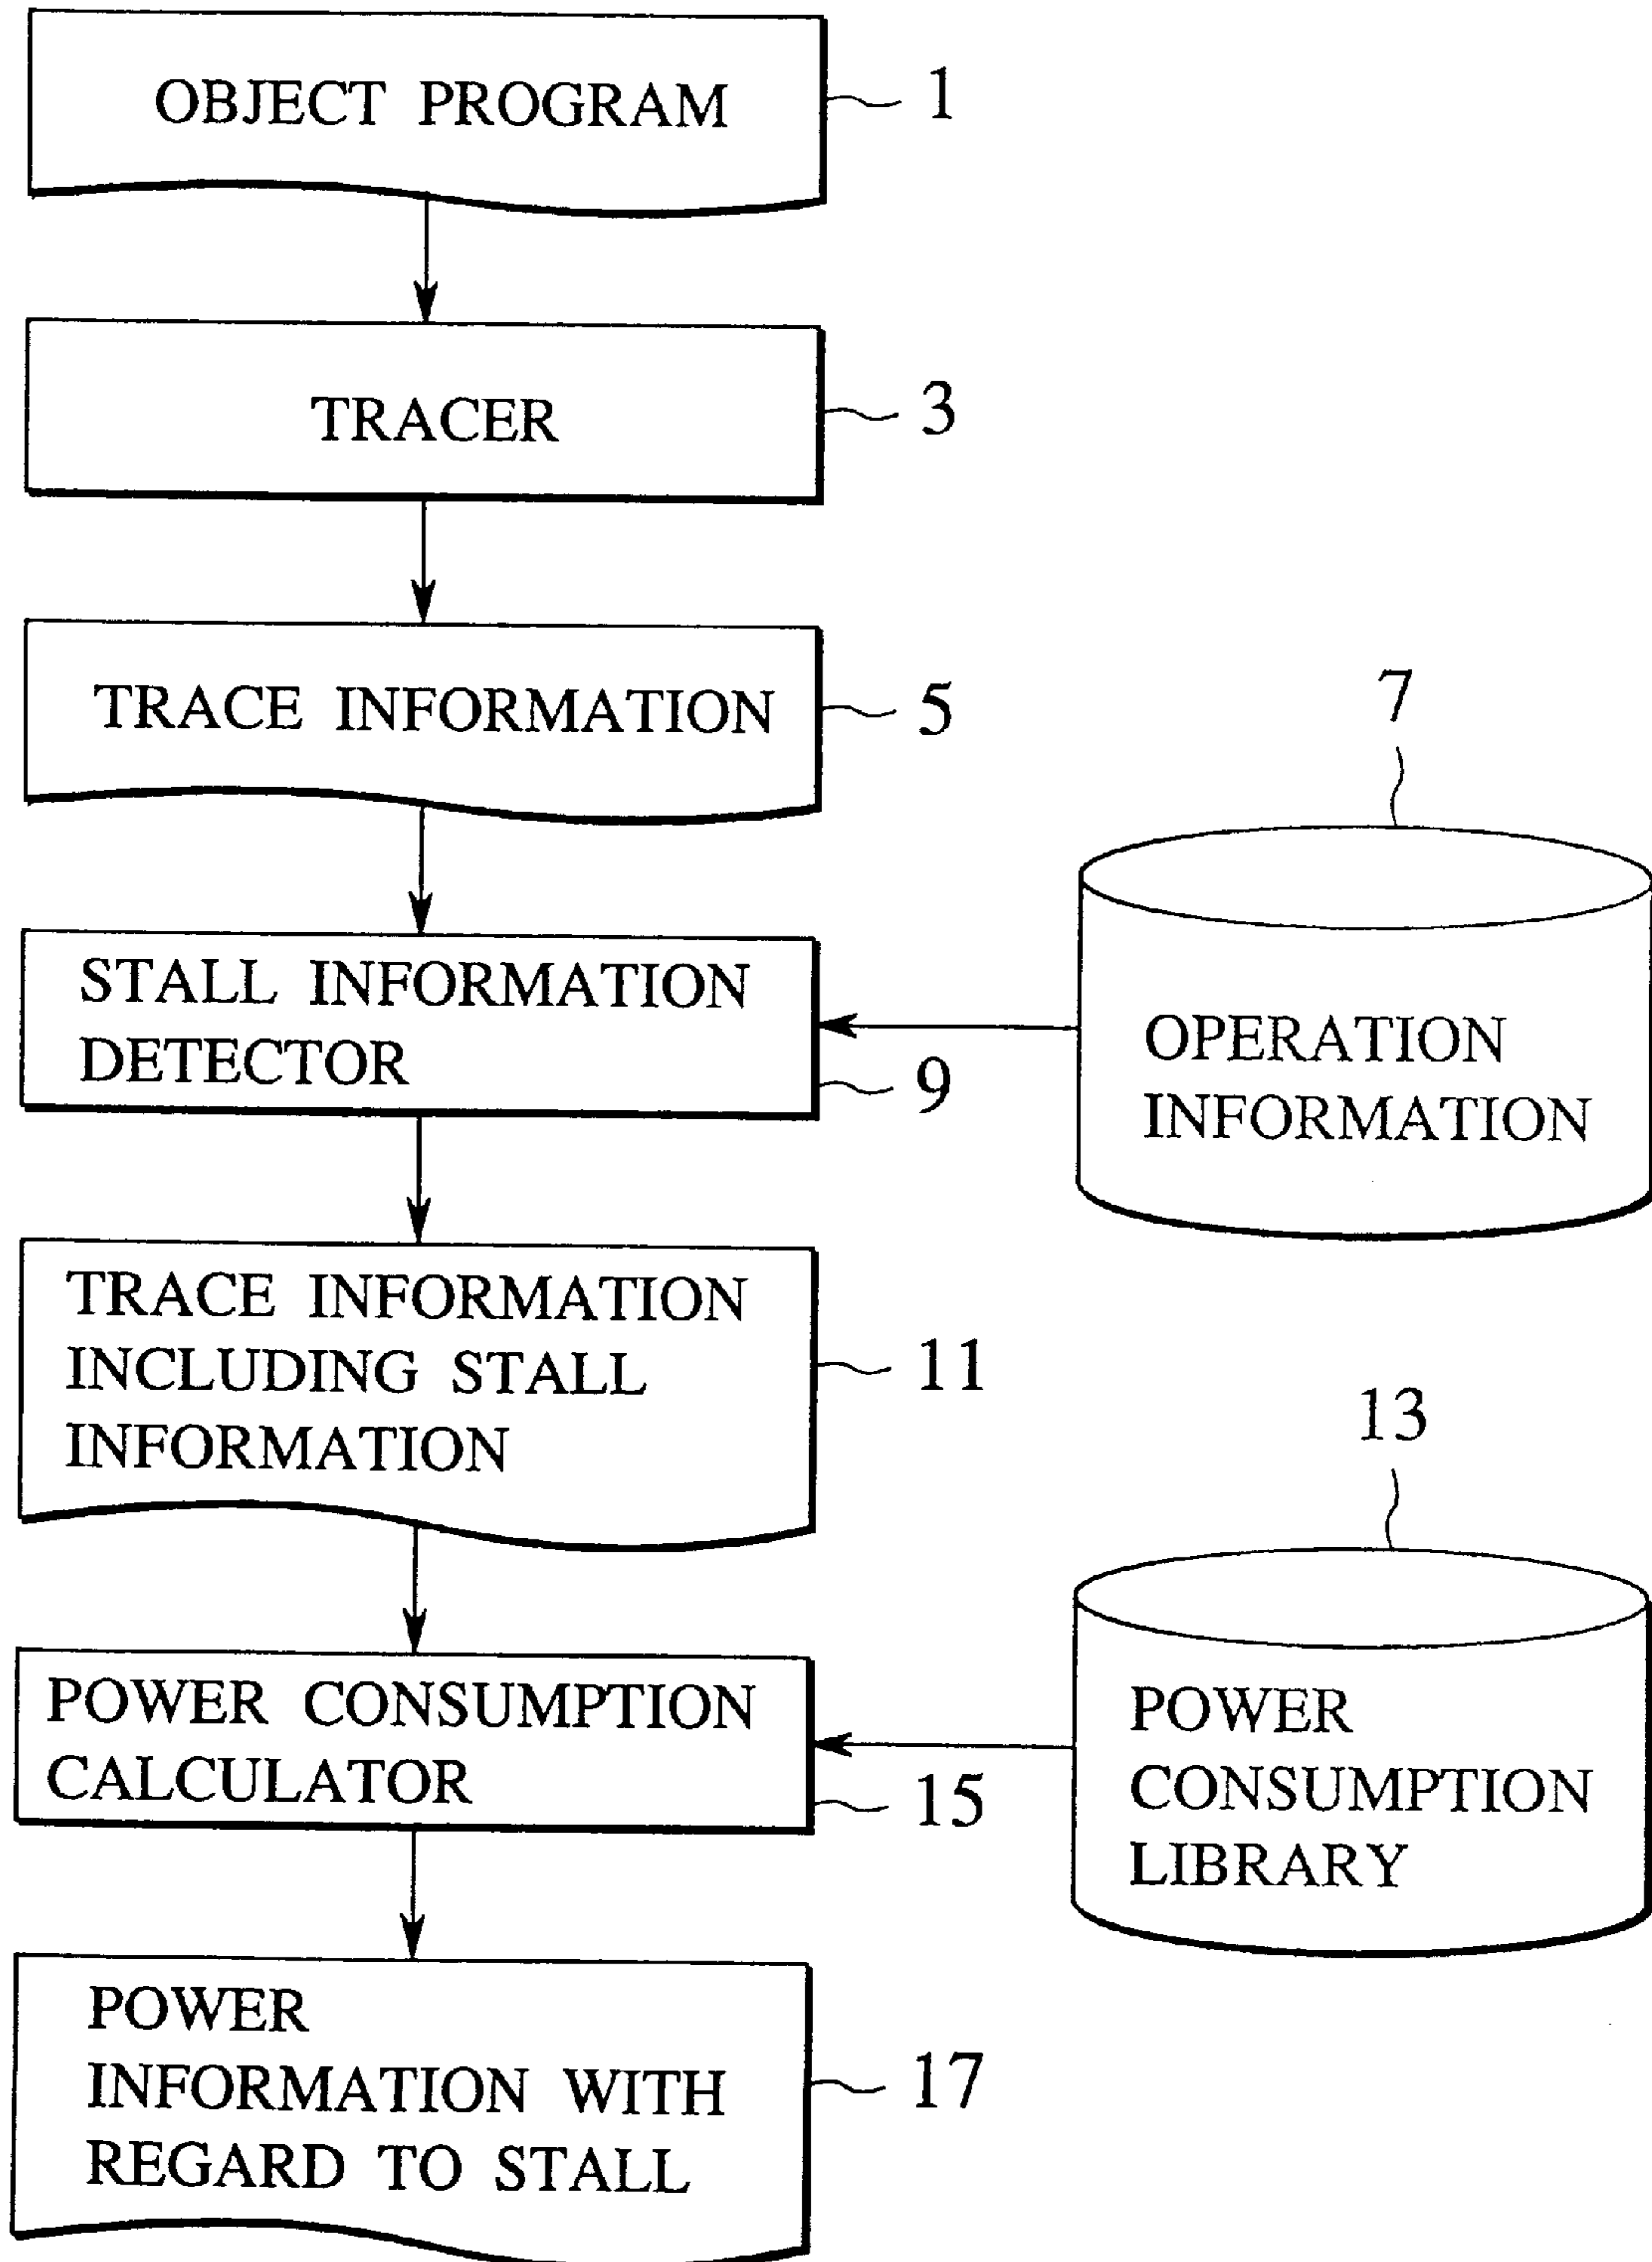 OBJECT PROGRAM
1
TRACER
3
TRACE INFORMATION
5
7
STALL INFORMATION
DETECTOR
9
OPERATION
INFORMATION
TRACE INFORMATION
INCLUDING STALL
INFORMATION
11
13
POWER CONSUMPTION
CALCULATOR
15
POWER
CONSUMPTION
LIBRARY
POWER
INFORMATION WITH
REGARD TO STALL
17